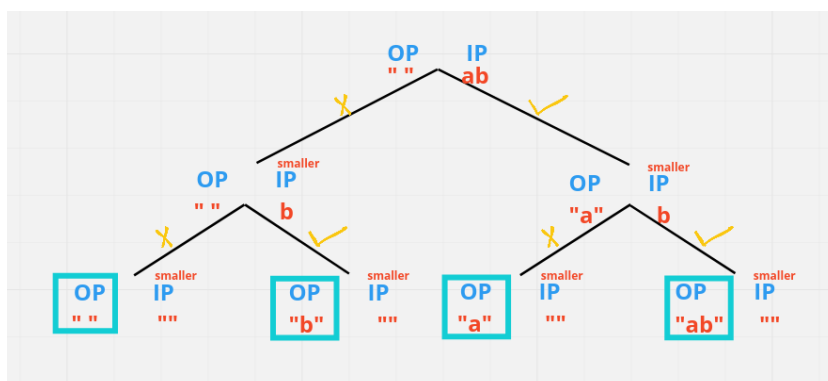 OP IP
" " ab
smaller smaller
OP IP OP IP
" " b "a" b
smaller smaller smaller smaller
OP IP OP IP OP IP OP IP
" " "" "b" "" "a" "" "ab" ""